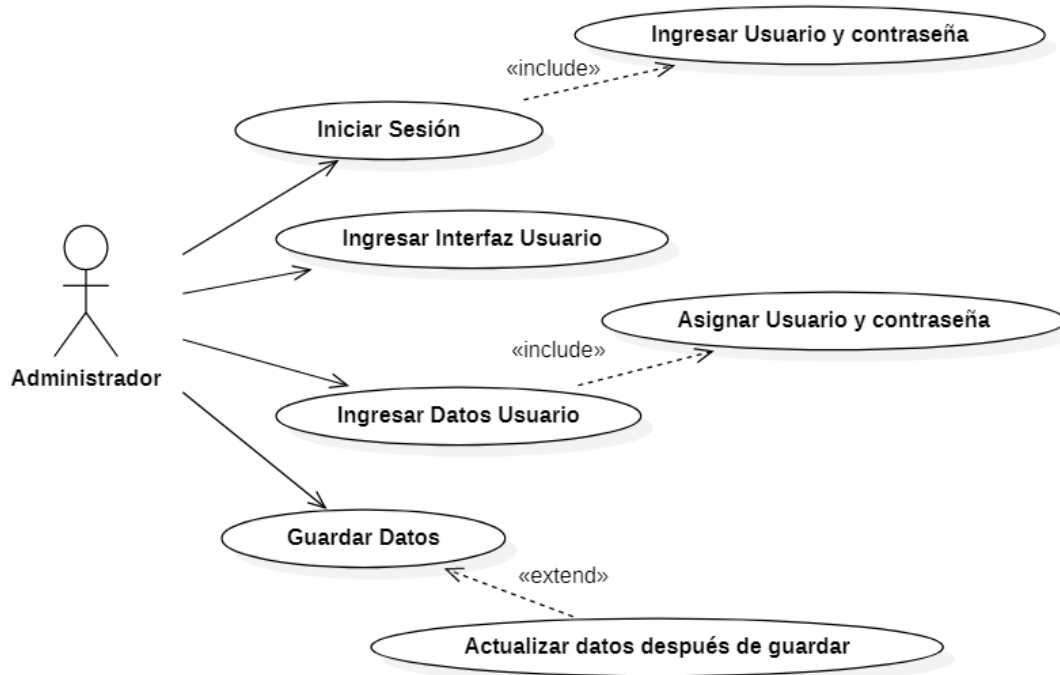 Ingresar Usuario y contraseña
«include»
Iniciar Sesión
Ingresar Interfaz Usuario
Asignar Usuario y contraseña
«include»
Administrador
Ingresar Datos Usuario
Guardar Datos
«extend»
Actualizar datos después de guardar